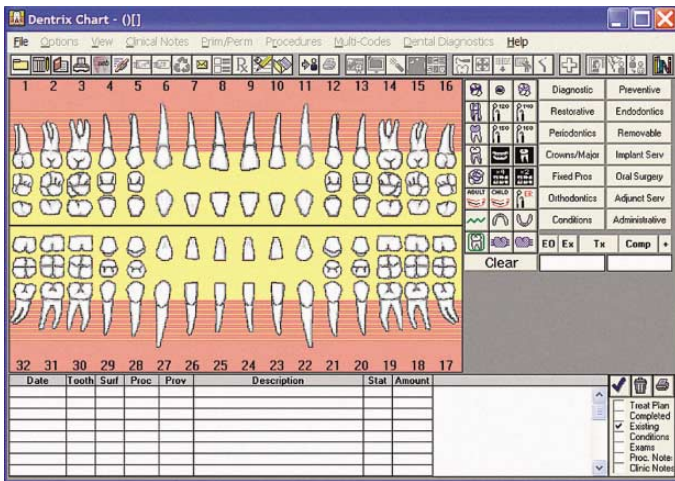 Dentrix Chart - ()[]
File Options View Clinical Notes Prim/Perm Procedures Multi-Codes Dental Diagnostics Help
1 2 3 4 5 6 7 8 9 10 11 12 13 14 15 16
Diagnostic Preventive
Restorative Endodontics
Periodontics Removable
Crowns/Major Implant Serv
Fixed Pros Oral Surgery
ADULT CHILD
Orthodontics Adjunct Serv
Conditions Administrative
EO Ex Tx Comp +
Clear
32 31 30 29 28 27 26 25 24 23 22 21 20 19 18 17
Date Tooth Surf Proc Prov Description Stat Amount
Treat Plan
Completed
Existing
Conditions
Exams
Proc. Note
Clinic Notes